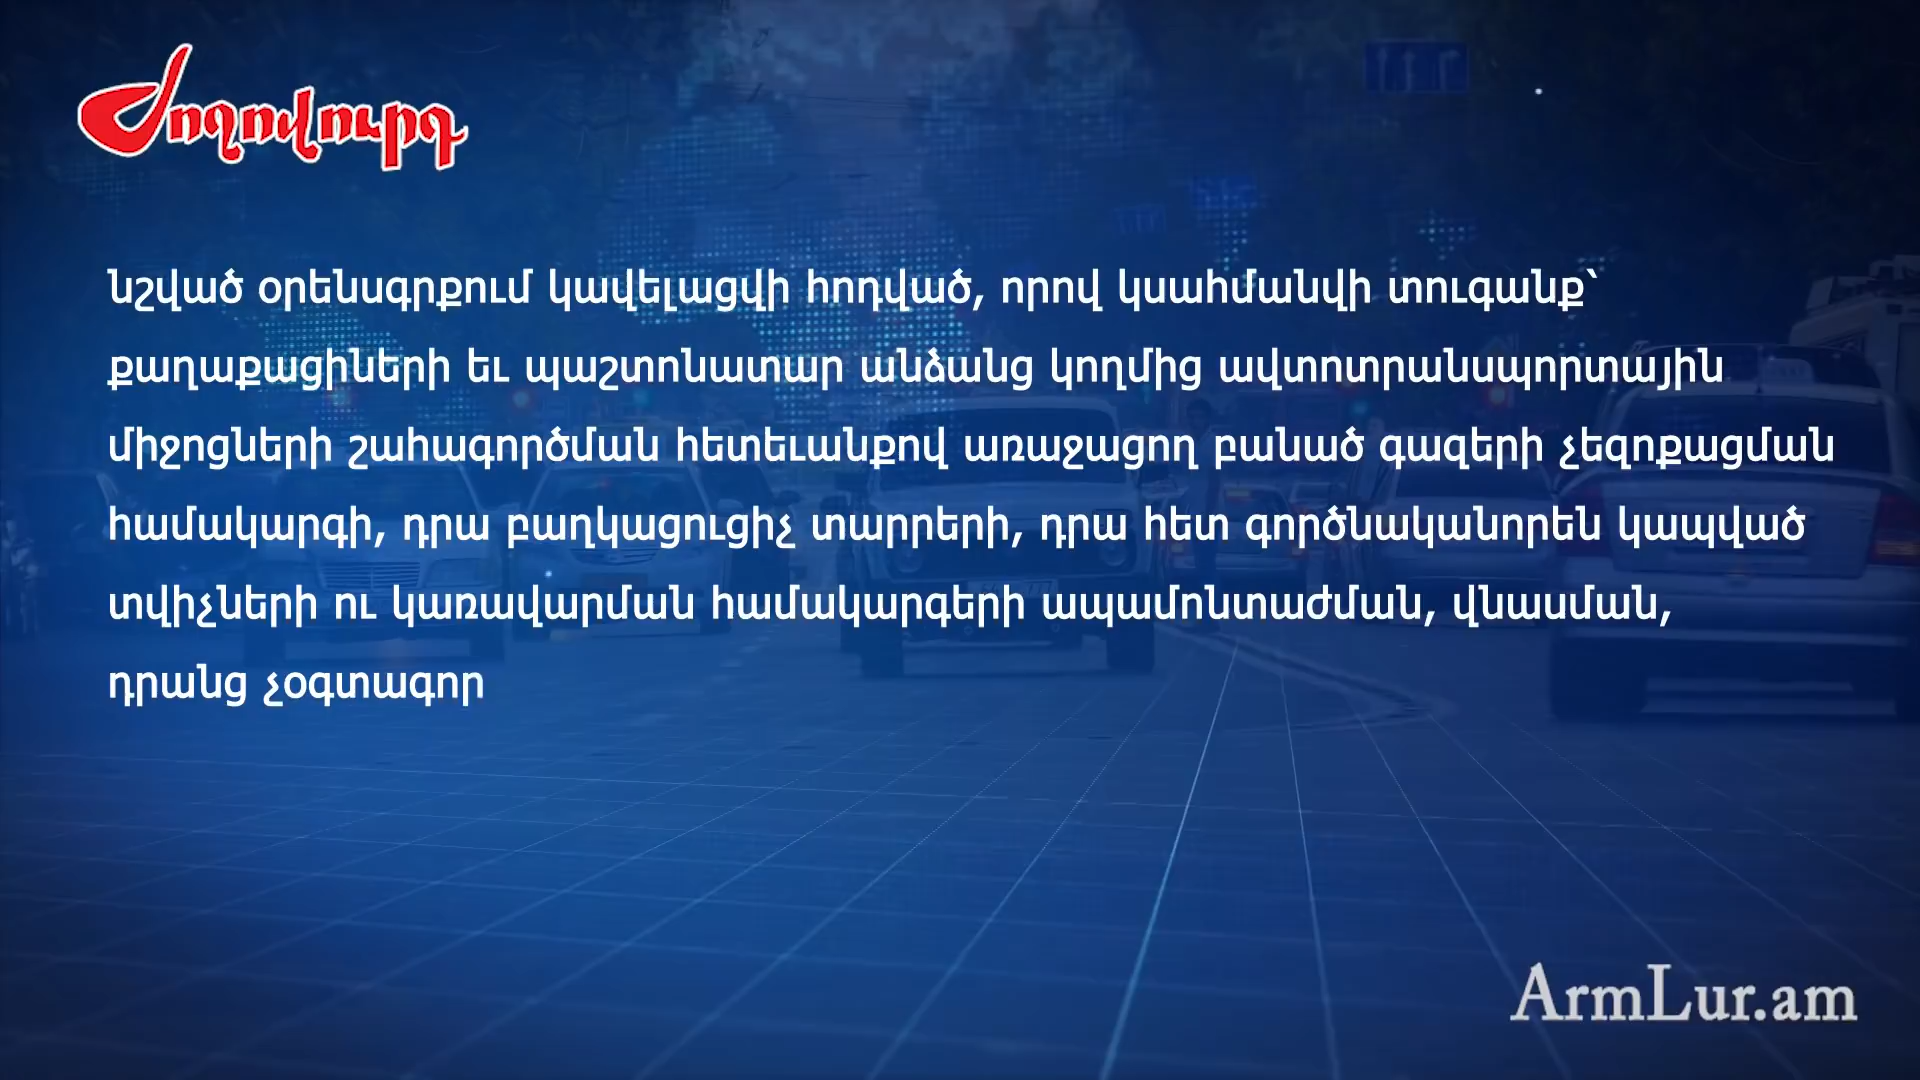 Ժողովուրդ
նշված օրենսգրքում կավելացվի հոդված, որով կսահմանվի տուգանք՝
քաղաքացիների եւ պաշտոնատար անձանց կողմից ավտոտրանսպորտային
միջոցների շահագործման հետեւանքով առաջացող բանած գազերի չեզոքացման
համակարգի, դրա բաղկացուցիչ տարրերի, դրա հետ գործնականորեն կապված
տվիչների ու կառավարման համակարգերի ապամոնտաժման, վնասման,
դրանց չօգտագոր
ArmLur.am